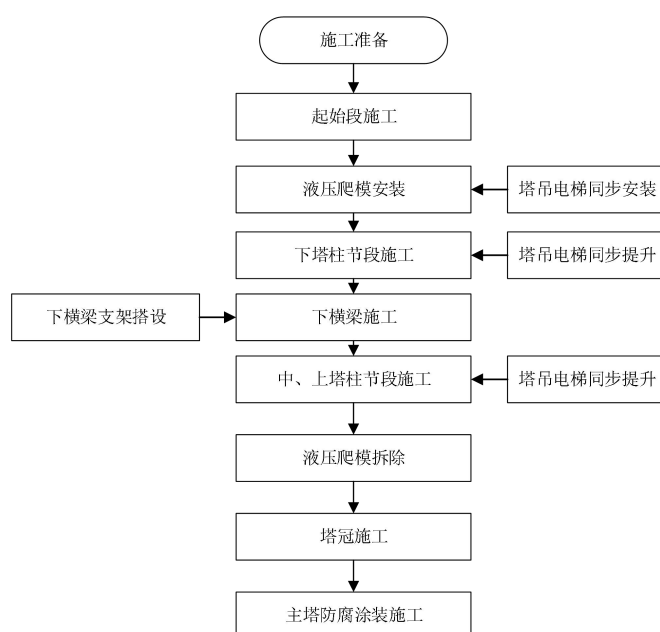 施工准备
起始段施工
液压爬模安装
塔吊电梯同步安装
下塔柱节段施工
塔吊电梯同步提升
下横梁支架搭设
下横梁施工
中、上塔柱节段施工
塔吊电梯同步提升
液压爬模拆除
塔冠施工
主塔防腐涂装施工